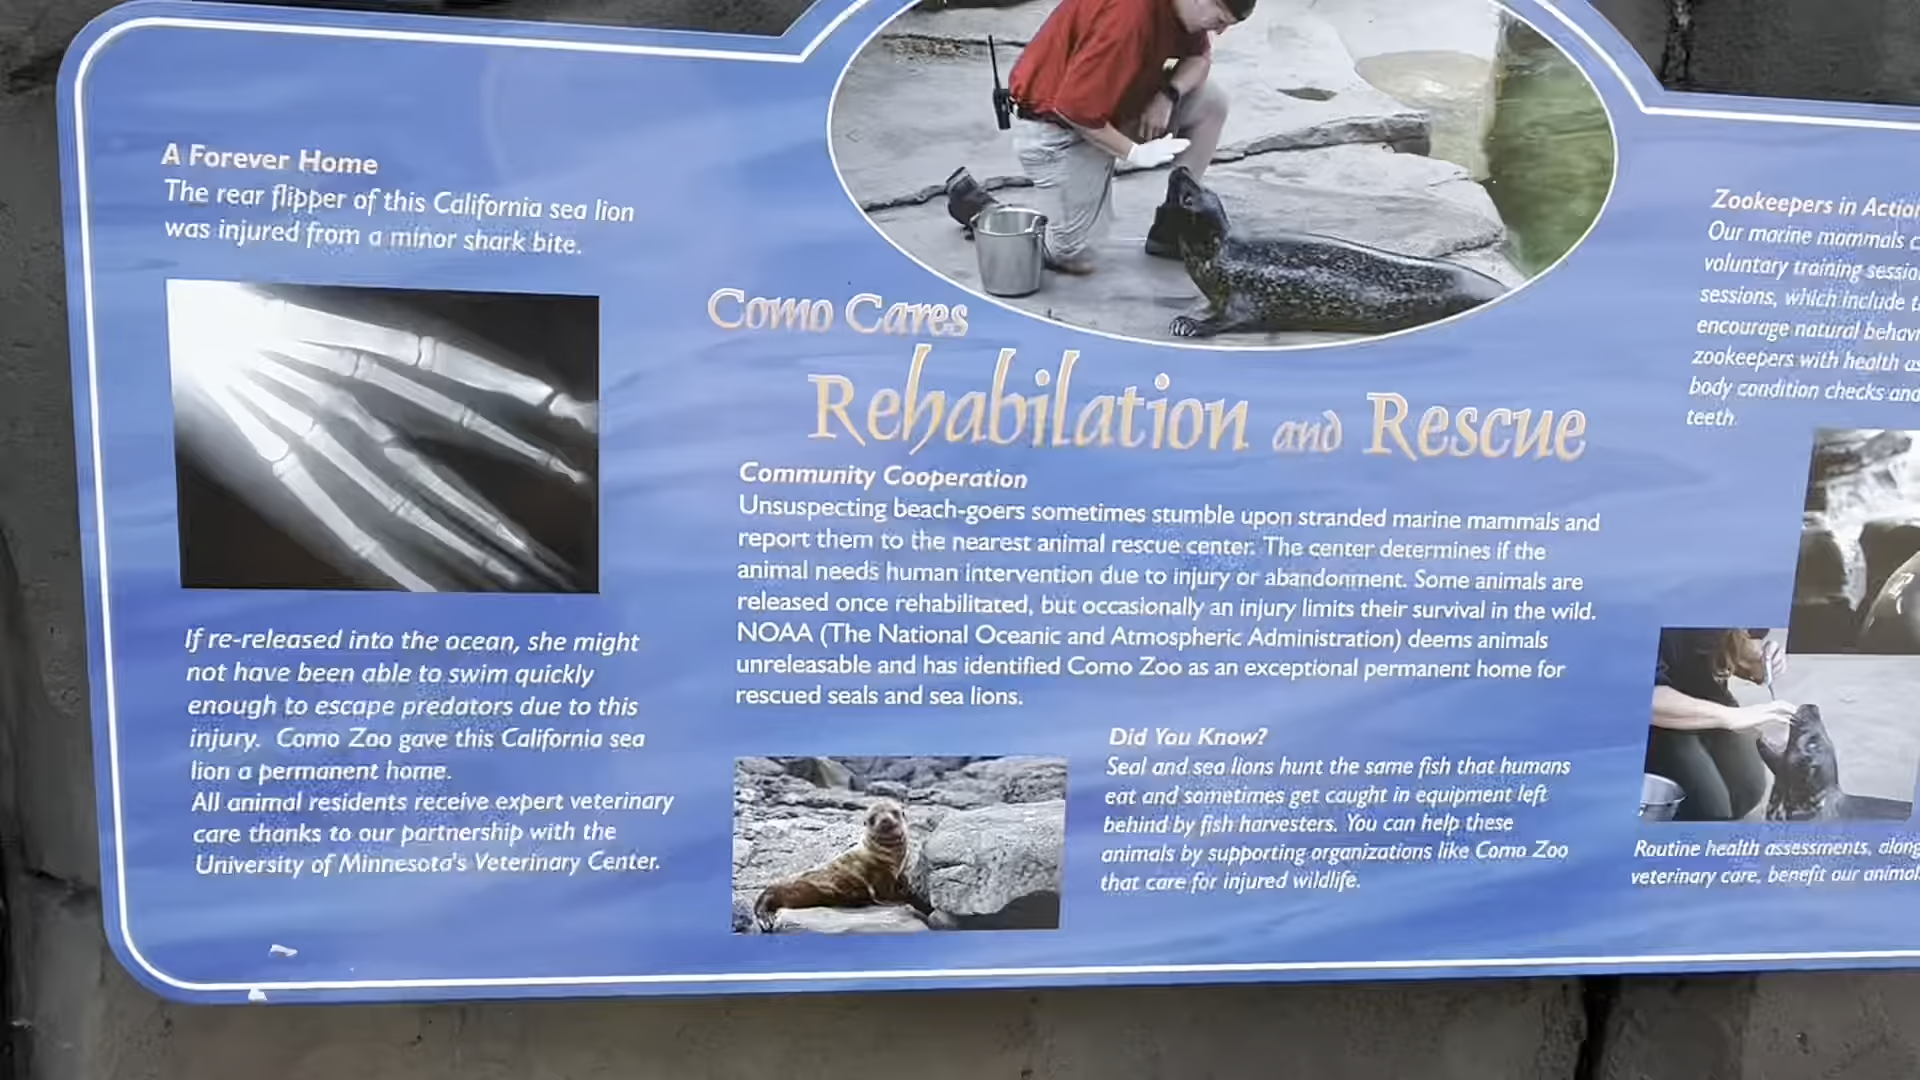 A Forever Home
The rear flipper of this California sea lion
was injured from a minor shark bite.
If re-released into the ocean, she might
not have been able to swim quickly
enough to escape predators due to this
injury. Como Zoo gave this California sea
lion a permanent home.
All animal residents receive expert veterinary
care thanks to our partnership with the
University of Minnesota's Veterinary Center.
Como Cares
Rehabilation and Rescue
Community Cooperation
Unsuspecting beach-goers sometimes stumble upon stranded marine mammals and
report them to the nearest animal rescue center. The center determines if the
animal needs human intervention due to injury or abandonment. Some animals are
released once rehabilitated, but occasionally an injury limits their survival in the wild.
NOAA (The National Oceanic and Atmospheric Administration) deems animals
unreleasable and has identified Como Zoo as an exceptional permanent home for
rescued seals and sea lions.
Did You Know?
Seal and sea lions hunt the same fish that humans
eat and sometimes get caught in equipment left
behind by fish harvesters. You can help these
animals by supporting organizations like Como Zoo
that care for injured wildlife.
Zookeepers in
Our marine mammals
voluntary training
sessions, which include
encourage natural
zookeepers with health
body condition checks and
teeth.
Routine health assessments,
veterinary care, benefit our